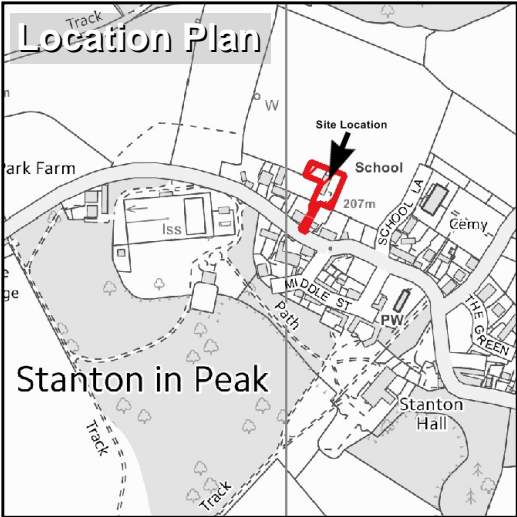 Track
Location Plan
W
Site Location
Park Farm
School
207m
SCHOOL LA
Cemy
Iss
MIDDLE ST
Path
PW
THE GREEN
Stanton in Peak
Stanton
Hall
Track
Track